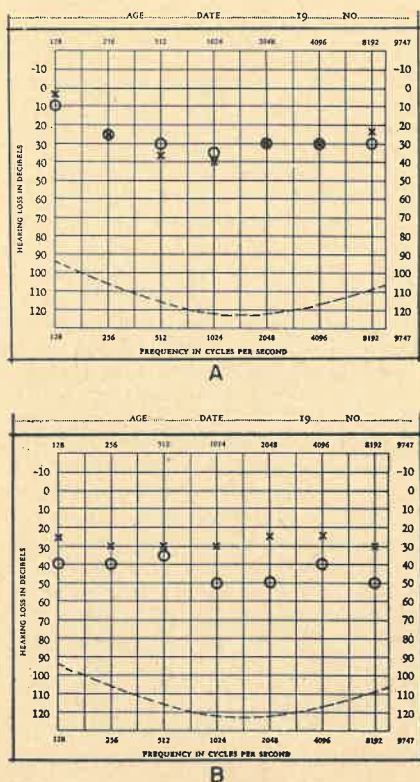 AGE DATE 19 NO.
128 256 512 1024 2048 4096 8192 9747
-10 -10
0 0
10 10
20 20
30 30
40 40
50 50
60 60
70 70
80 80
90 90
100 100
110 110
120 120
HEARING LOSS IN DECIBELS
128 256 512 1024 2048 4096 8192 9747
FREQUENCY IN CYCLES PER SECOND
A
AGE DATE 19 NO.
128 256 512 1024 2048 4096 8192 9747
-10 -10
0 0
10 10
20 20
30 30
40 40
50 50
60 60
70 70
80 80
90 90
100 100
110 110
120 120
HEARING LOSS IN DECIBELS
128 256 512 1024 2048 4096 8192 9747
FREQUENCY IN CYCLES PER SECOND
B